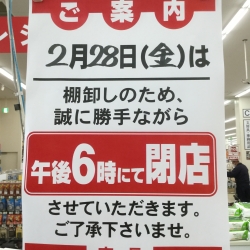 ご案内
2月28日(金)は
棚卸しのため、
誠に勝手ながら
午後6時にて閉店
させていただきます。
ご了承下さいませ。